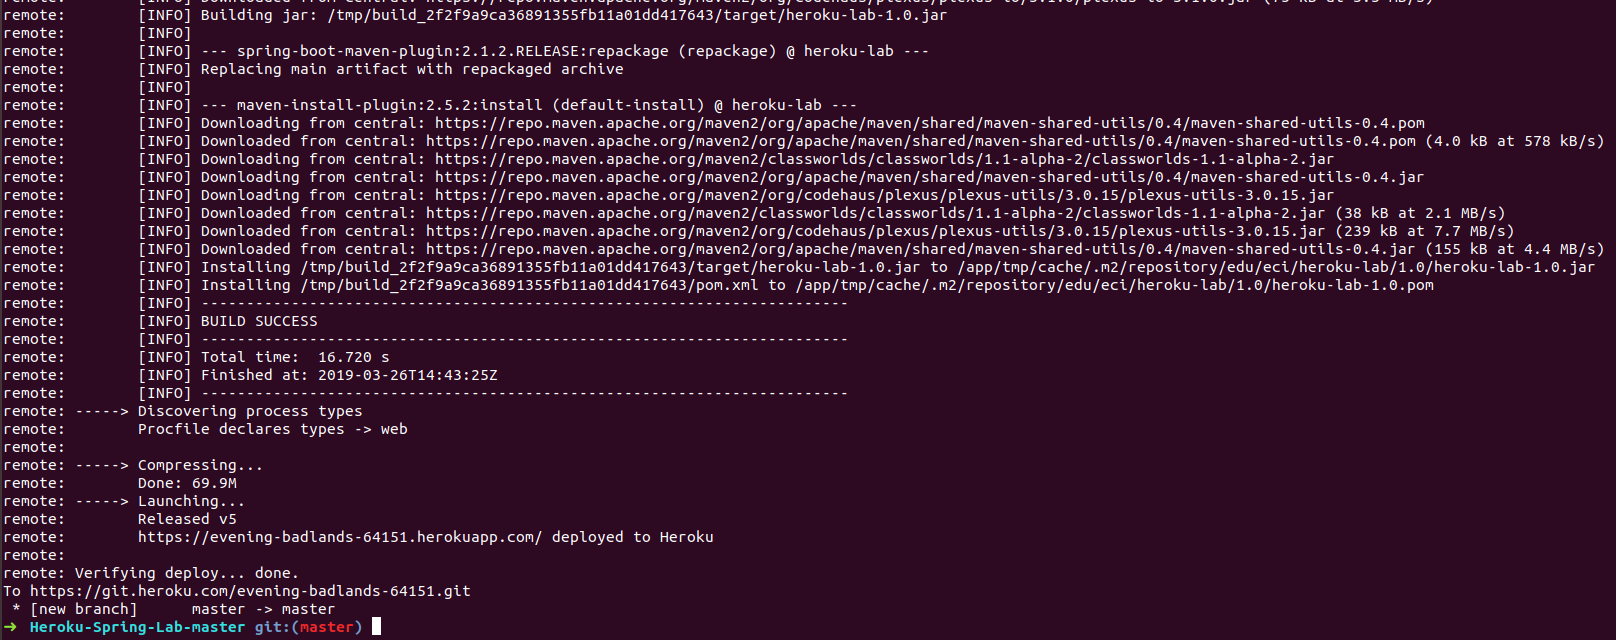 remote:        [INFO] Building jar: /tmp/build_2f2f9a9ca36891355fb11a01dd417643/target/heroku-lab-1.0.jar
remote:        [INFO]
remote:        [INFO] --- spring-boot-maven-plugin:2.1.2.RELEASE:repackage (repackage) @ heroku-lab ---
remote:        [INFO] Replacing main artifact with repackaged archive
remote:        [INFO]
remote:        [INFO] --- maven-install-plugin:2.5.2:install (default-install) @ heroku-lab ---
remote:        [INFO] Downloading from central: https://repo.maven.apache.org/maven2/org/apache/maven/shared/maven-shared-utils/0.4/maven-shared-utils-0.4.pom
remote:        [INFO] Downloaded from central: https://repo.maven.apache.org/maven2/org/apache/maven/shared/maven-shared-utils/0.4/maven-shared-utils-0.4.pom (4.0 kB at 578 kB/s)
remote:        [INFO] Downloading from central: https://repo.maven.apache.org/maven2/classworlds/classworlds/1.1-alpha-2/classworlds-1.1-alpha-2.jar
remote:        [INFO] Downloading from central: https://repo.maven.apache.org/maven2/org/apache/maven/shared/maven-shared-utils/0.4/maven-shared-utils-0.4.jar
remote:        [INFO] Downloading from central: https://repo.maven.apache.org/maven2/org/codehaus/plexus/plexus-utils/3.0.15/plexus-utils-3.0.15.jar
remote:        [INFO] Downloaded from central: https://repo.maven.apache.org/maven2/classworlds/classworlds/1.1-alpha-2/classworlds-1.1-alpha-2.jar (38 kB at 2.1 MB/s)
remote:        [INFO] Downloaded from central: https://repo.maven.apache.org/maven2/org/codehaus/plexus/plexus-utils/3.0.15/plexus-utils-3.0.15.jar (239 kB at 7.7 MB/s)
remote:        [INFO] Downloaded from central: https://repo.maven.apache.org/maven2/org/apache/maven/shared/maven-shared-utils/0.4/maven-shared-utils-0.4.jar (155 kB at 4.4 MB/s)
remote:        [INFO] Installing /tmp/build_2f2f9a9ca36891355fb11a01dd417643/target/heroku-lab-1.0.jar to /app/tmp/cache/.m2/repository/edu/eci/heroku-lab/1.0/heroku-lab-1.0.jar
remote:        [INFO] Installing /tmp/build_2f2f9a9ca36891355fb11a01dd417643/pom.xml to /app/tmp/cache/.m2/repository/edu/eci/heroku-lab/1.0/heroku-lab-1.0.pom
remote:        [INFO] ------------------------------------------------------------------------
remote:        [INFO] BUILD SUCCESS
remote:        [INFO] ------------------------------------------------------------------------
remote:        [INFO] Total time:  16.720 s
remote:        [INFO] Finished at: 2019-03-26T14:43:25Z
remote:        [INFO] ------------------------------------------------------------------------
remote: -----> Discovering process types
remote:        Procfile declares types -> web
remote:
remote: -----> Compressing...
remote:        Done: 69.9M
remote: -----> Launching...
remote:        Released v5
remote:        https://evening-badlands-64151.herokuapp.com/ deployed to Heroku
remote:
remote: Verifying deploy... done.
To https://git.heroku.com/evening-badlands-64151.git
 * [new branch]      master -> master
➜  Heroku-Spring-Lab-master git:(master)